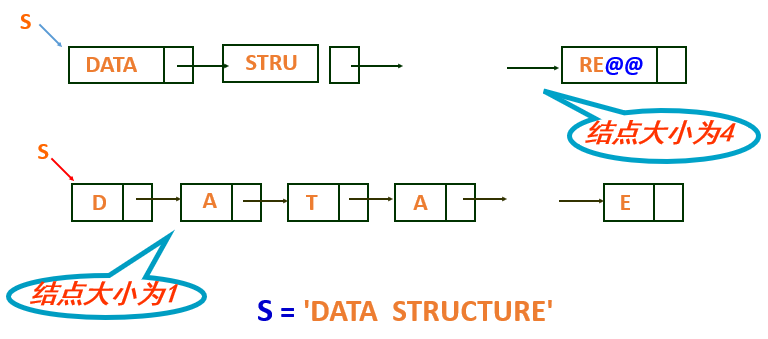 S
DATA STRU RE@@
结点大小为4
S
D A T A E
结点大小为1
S = 'DATA STRUCTURE'